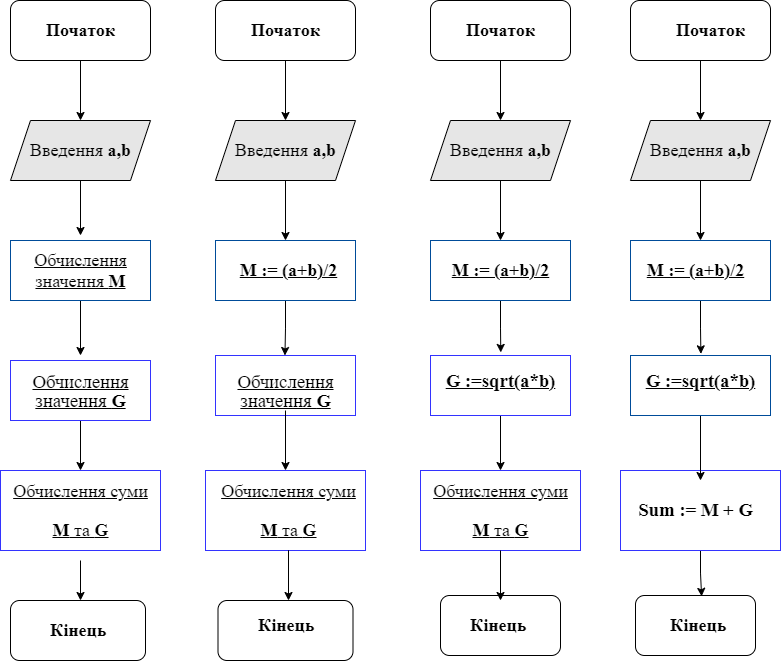 Початок
Введення a,b
Обчислення
значення M
Обчислення
значення G
Обчислення суми
M та G
Кінець
Початок
Введення a,b
M := (a+b)/2
Обчислення
значення G
Обчислення суми
M та G
Кінець
Початок
Введення a,b
M := (a+b)/2
G :=sqrt(a*b)
Обчислення суми
M та G
Кінець
Початок
Введення a,b
M := (a+b)/2
G :=sqrt(a*b)
Sum := M + G
Кінець